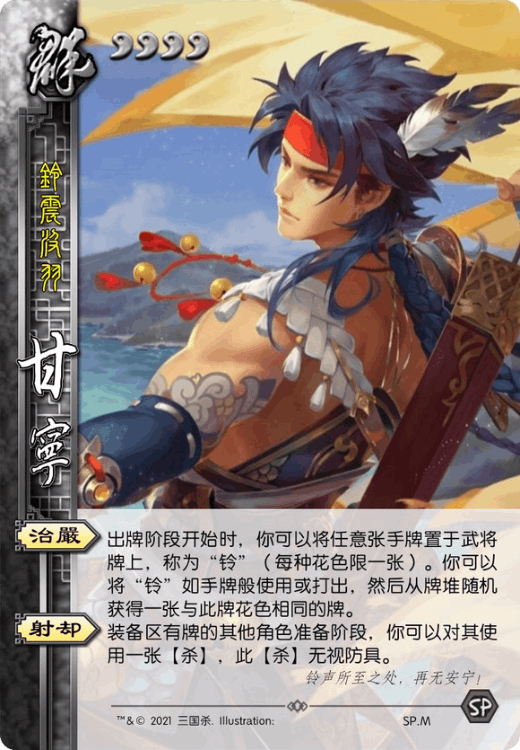 群
鈴震没羽
甘寧
治嚴
出牌阶段开始时，你可以将任意张手牌置于武将
牌上，称为“铃”（每种花色限一张）。你可以
将“铃”如手牌般使用或打出，然后从牌堆随机
获得一张与此牌花色相同的牌。
射却
装备区有牌的其他角色准备阶段，你可以对其使
用一张【杀】，此【杀】无视防具。
铃声所至之处，再无安宁！
™&© 2021 三国杀. Illustration:
SP.M
SP